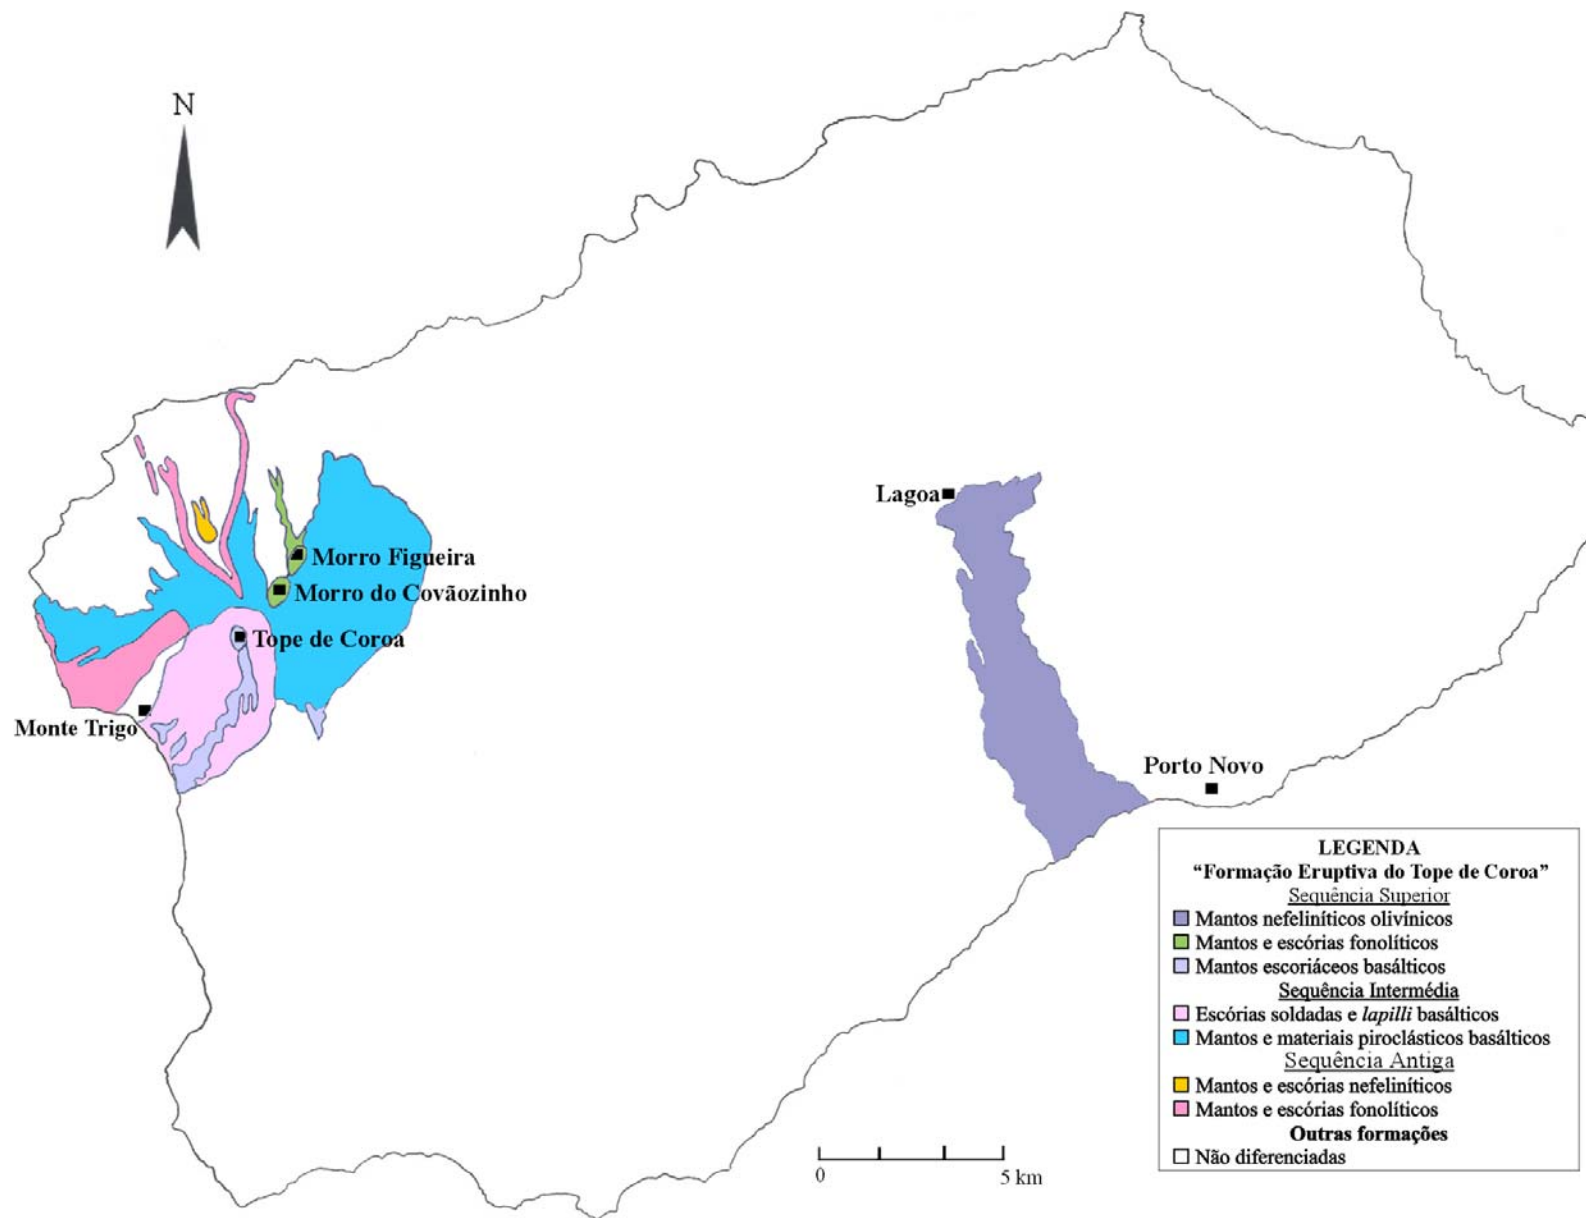 N
Lagoa
Morro Figueira
Morro do Covãozinho
Tope de Coroa
Monte Trigo
Porto Novo
LEGENDA
“Formação Eruptiva do Tope de Coroa”
Sequência Superior
Mantos nefeliníticos olivínicos
Mantos e escórias fonolíticos
Mantos escoriáceos basálticos
Sequência Intermédia
Escórias soldadas e lapilli basálticos
Mantos e materiais piroclásticos basálticos
Sequência Antiga
Mantos e escórias nefeliníticos
Mantos e escórias fonolíticos
Outras formações
Não diferenciadas
0 5 km